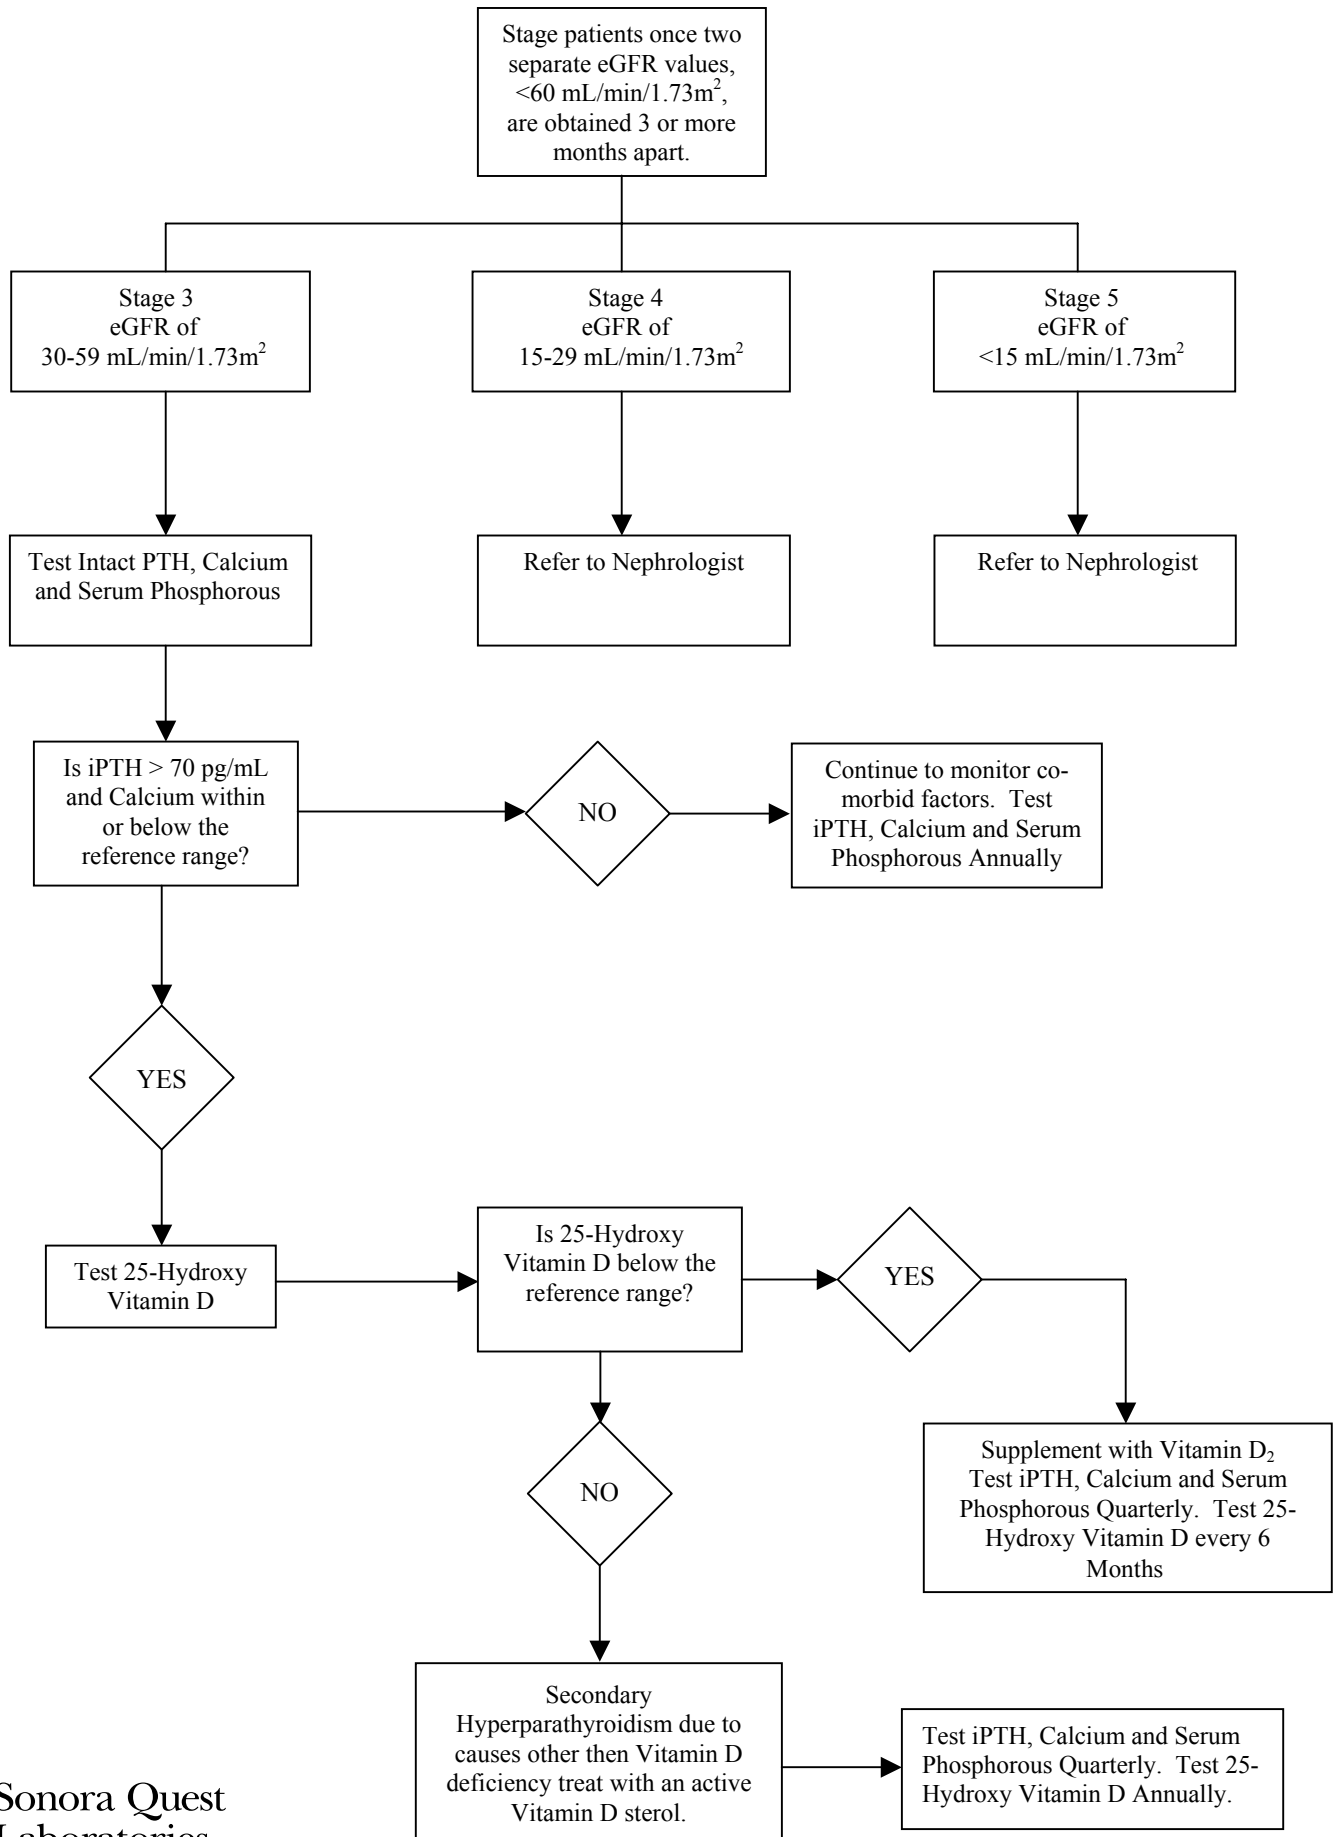 Stage patients once two
separate eGFR values,
<60 mL/min/1.73m²,
are obtained 3 or more
months apart.
Stage 3
eGFR of
30-59 mL/min/1.73m²
Stage 4
eGFR of
15-29 mL/min/1.73m²
Stage 5
eGFR of
<15 mL/min/1.73m²
Test Intact PTH, Calcium
and Serum Phosphorous
Refer to Nephrologist
Refer to Nephrologist
Is iPTH > 70 pg/mL
and Calcium within
or below the
reference range?
NO
Continue to monitor co-
morbid factors. Test
iPTH, Calcium and Serum
Phosphorous Annually
YES
Test 25-Hydroxy
Vitamin D
Is 25-Hydroxy
Vitamin D below the
reference range?
YES
Supplement with Vitamin D₂
Test iPTH, Calcium and Serum
Phosphorous Quarterly. Test 25-
Hydroxy Vitamin D every 6
Months
NO
Secondary
Hyperparathyroidism due to
causes other then Vitamin D
deficiency treat with an active
Vitamin D sterol.
Test iPTH, Calcium and Serum
Phosphorous Quarterly. Test 25-
Hydroxy Vitamin D Annually.
Sonora Quest
Laboratories